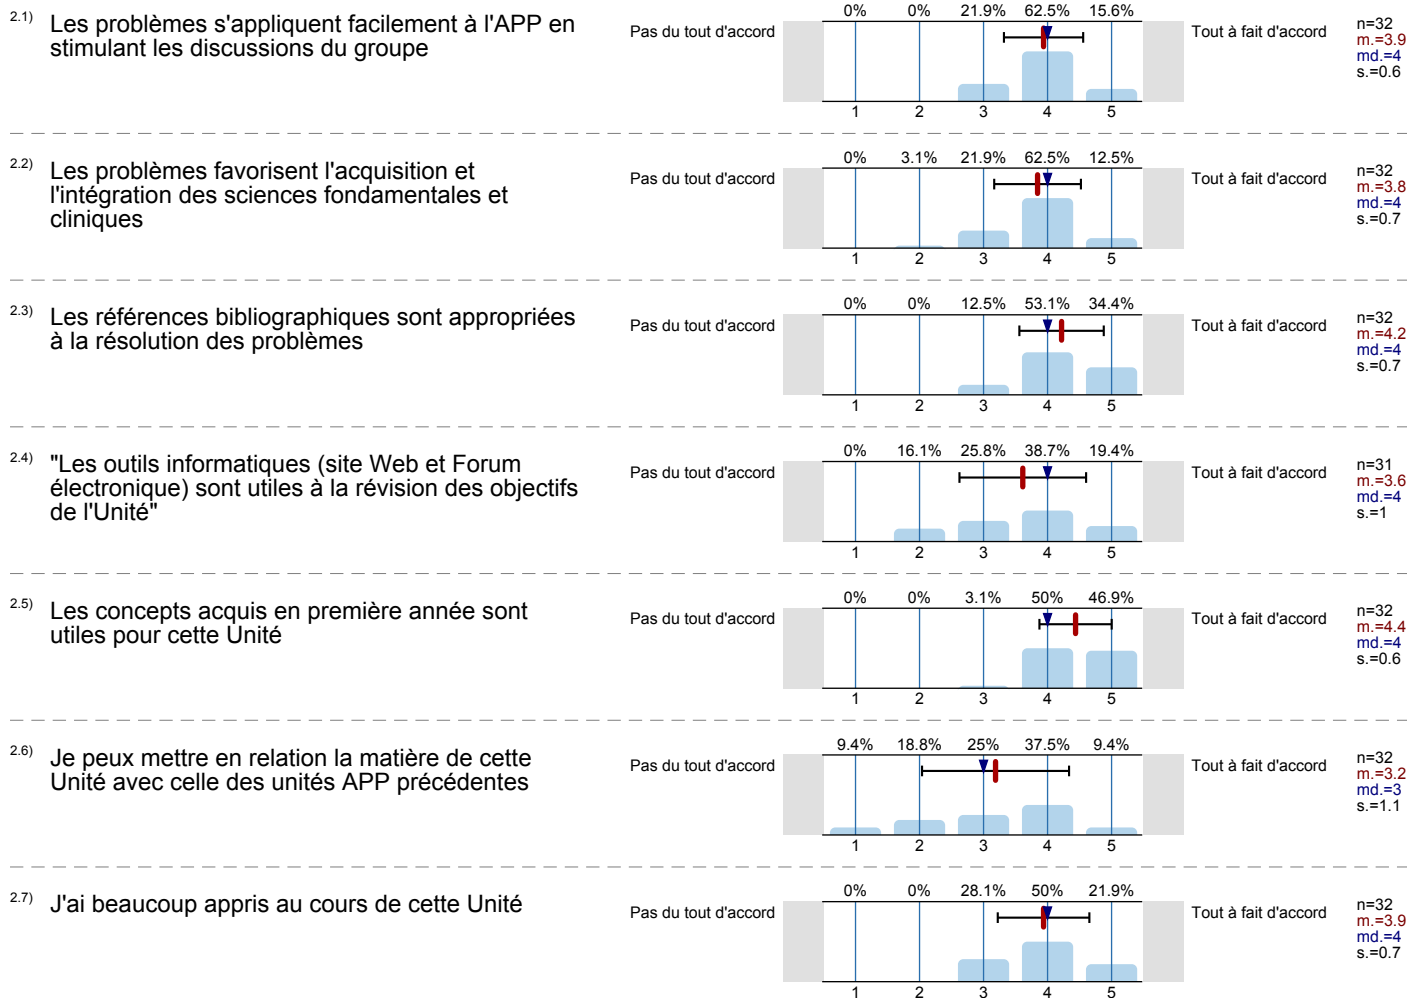 2.1) Les problèmes s'appliquent facilement à l'APP en
stimulant les discussions du groupe
Pas du tout d'accord
0% 0% 21.9% 62.5% 15.6%
1 2 3 4 5
Tout à fait d'accord
n=32
m.=3.9
md.=4
s.=0.6
2.2) Les problèmes favorisent l'acquisition et
l'intégration des sciences fondamentales et
cliniques
Pas du tout d'accord
0% 3.1% 21.9% 62.5% 12.5%
1 2 3 4 5
Tout à fait d'accord
n=32
m.=3.8
md.=4
s.=0.7
2.3) Les références bibliographiques sont appropriées
à la résolution des problèmes
Pas du tout d'accord
0% 0% 12.5% 53.1% 34.4%
1 2 3 4 5
Tout à fait d'accord
n=32
m.=4.2
md.=4
s.=0.7
2.4) "Les outils informatiques (site Web et Forum
électronique) sont utiles à la révision des objectifs
de l'Unité"
Pas du tout d'accord
0% 16.1% 25.8% 38.7% 19.4%
1 2 3 4 5
Tout à fait d'accord
n=31
m.=3.6
md.=4
s.=1
2.5) Les concepts acquis en première année sont
utiles pour cette Unité
Pas du tout d'accord
0% 0% 3.1% 50% 46.9%
1 2 3 4 5
Tout à fait d'accord
n=32
m.=4.4
md.=4
s.=0.6
2.6) Je peux mettre en relation la matière de cette
Unité avec celle des unités APP précédentes
Pas du tout d'accord
9.4% 18.8% 25% 37.5% 9.4%
1 2 3 4 5
Tout à fait d'accord
n=32
m.=3.2
md.=3
s.=1.1
2.7) J'ai beaucoup appris au cours de cette Unité
Pas du tout d'accord
0% 0% 28.1% 50% 21.9%
1 2 3 4 5
Tout à fait d'accord
n=32
m.=3.9
md.=4
s.=0.7